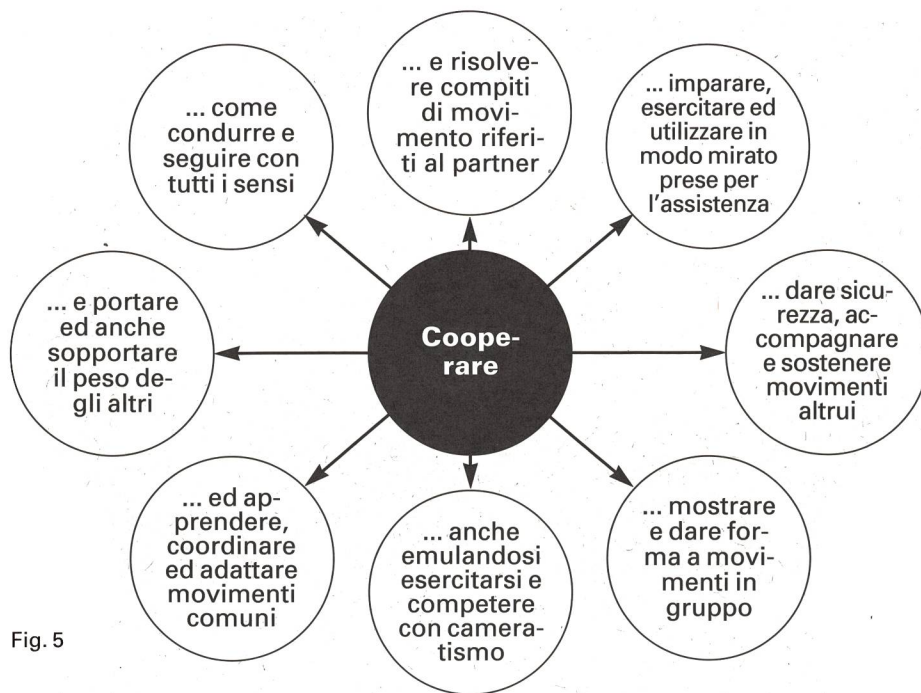 ... e risolve-
re compiti
di movi-
mento riferi-
ti al partner
... imparare,
esercitare ed
utilizzare in
modo mirato
prese per
l'assistenza
... dare sicu-
rezza, ac-
compagnare
e sostenere
movimenti
altrui
... mostrare
e dare for-
ma a movi-
menti in
gruppo
... anche
emulandosi
esercitarsi e
competere
con camera-
tismo
... ed ap-
prendere,
coordinare
ed adattare
movimenti
comuni
... e portare
ed anche
sopportare
il peso de-
gli altri
... come
condurre e
seguire con
tutti i sensi
Coope-
rare
Fig. 5